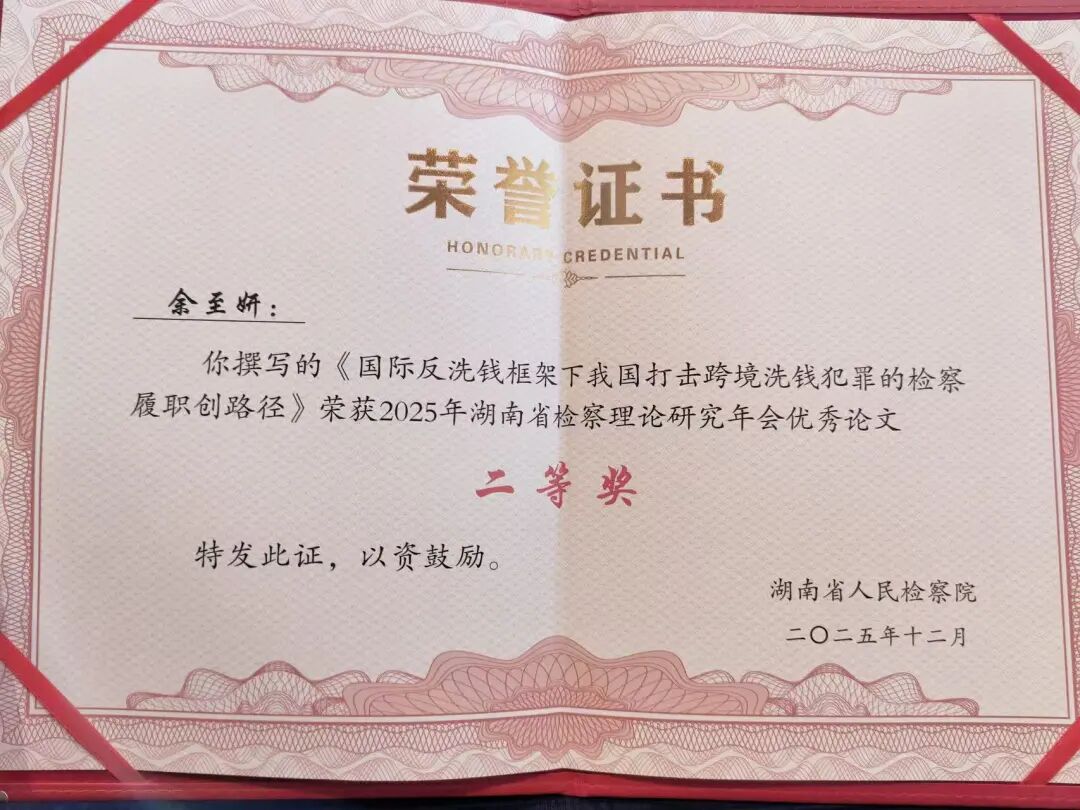 荣誉证书
HONORARY CREDENTIAL
余至妍：
你撰写的《国际反洗钱框架下我国打击跨境洗钱犯罪的检察
履职创路径》荣获2025年湖南省检察理论研究年会优秀论文
二等奖
特发此证，以资鼓励。
湖南省人民检察院
二〇二五年十二月